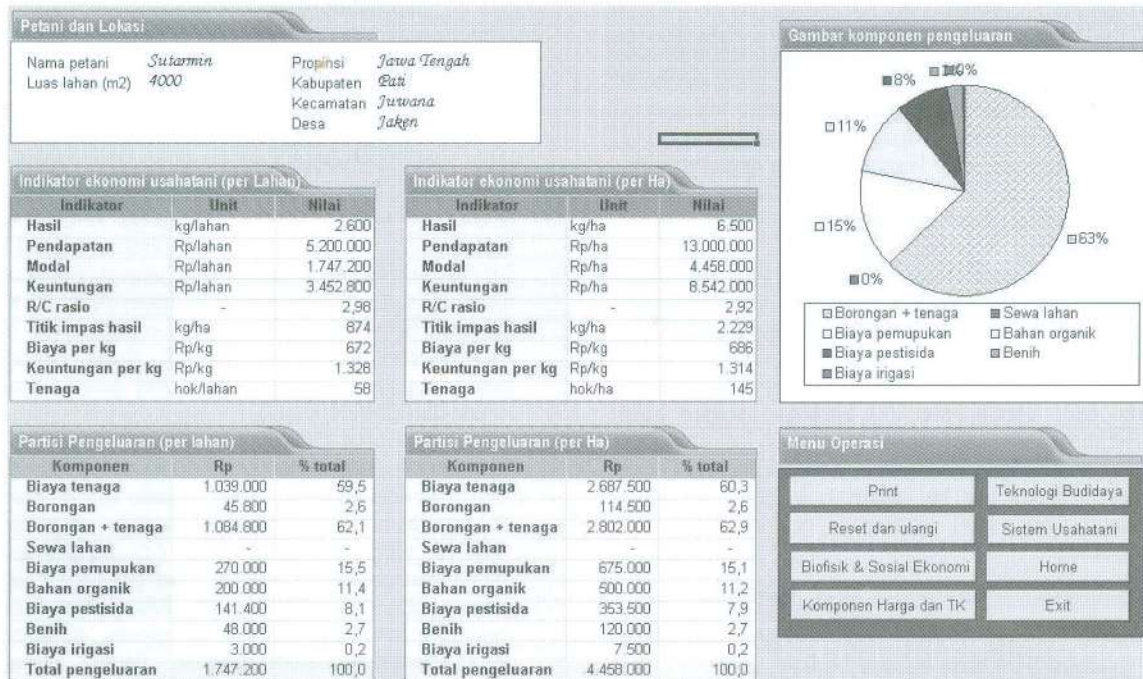 Petani dan Lokasi
Nama petani Sutarmin Propinsi Jawa Tengah
Luas lahan (m2) 4000 Kabupaten Pati
Kecamatan Juwana
Desa Jaken
Gambar komponen pengeluaran
8% 0%
11%
15%
63%
0%
Borongan + tenaga Sewa lahan
Biaya pemupukan Bahan organik
Biaya pestisida Benih
Biaya irigasi
Indikator ekonomi usahatani (per Lahan)
Indikator Unit Nilai
Hasil kg/lahan 2.600
Pendapatan Rp/lahan 5.200.000
Modal Rp/lahan 1.747.200
Keuntungan Rp/lahan 3.452.800
R/C rasio - 2,98
Titik impas hasil kg/ha 874
Biaya per kg Rp/kg 672
Keuntungan per kg Rp/kg 1.328
Tenaga hok/lahan 58
Indikator ekonomi usahatani (per Ha)
Indikator Unit Nilai
Hasil kg/ha 6.500
Pendapatan Rp/ha 13.000.000
Modal Rp/ha 4.458.000
Keuntungan Rp/ha 8.542.000
R/C rasio - 2,92
Titik impas hasil kg/ha 2.229
Biaya per kg Rp/kg 686
Keuntungan per kg Rp/kg 1.314
Tenaga hok/ha 145
Partisi Pengeluaran (per lahan)
Komponen Rp % total
Biaya tenaga 1.039.000 59,5
Borongan 45.800 2,6
Borongan + tenaga 1.084.800 62,1
Sewa lahan - -
Biaya pemupukan 270.000 15,5
Bahan organik 200.000 11,4
Biaya pestisida 141.400 8,1
Benih 48.000 2,7
Biaya irigasi 3.000 0,2
Total pengeluaran 1.747.200 100,0
Partisi Pengeluaran (per Ha)
Komponen Rp % total
Biaya tenaga 2.687.500 60,3
Borongan 114.500 2,6
Borongan + tenaga 2.802.000 62,9
Sewa lahan - -
Biaya pemupukan 675.000 15,1
Bahan organik 500.000 11,2
Biaya pestisida 353.500 7,9
Benih 120.000 2,7
Biaya irigasi 7.500 0,2
Total pengeluaran 4.458.000 100,0
Menu Operasi
Print Teknologi Budidaya
Reset dan ulangi Sistem Usahatani
Biofisik & Sosial Ekonomi Home
Komponen Harga dan TK Exit